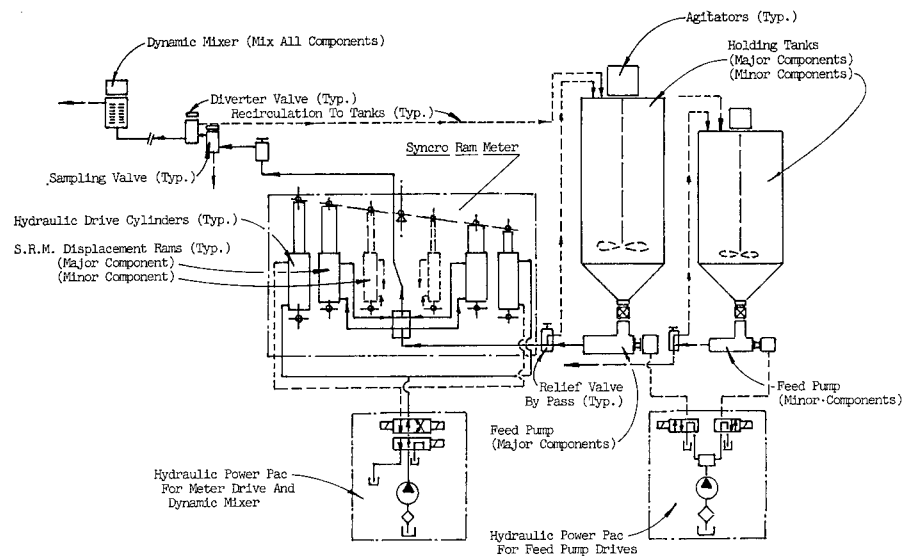 Agitators (Typ.)
Dynamic Mixer (Mix All Components)
Holding Tanks
(Major Components)
(Minor Components)
Diverter Valve (Typ.)
Recirculation To Tanks (Typ.)
Syncro Ram Meter
Sampling Valve (Typ.)
Hydraulic Drive Cylinders (Typ.)
S.R.M. Displacement Rams (Typ.)
(Major Component)
(Minor Component)
Relief Valve
By Pass (Typ.)
Feed Pump
(Minor Components)
Feed Pump
(Major Components)
Hydraulic Power Pac
For Meter Drive And
Dynamic Mixer
Hydraulic Power Pac
For Feed Pump Drives